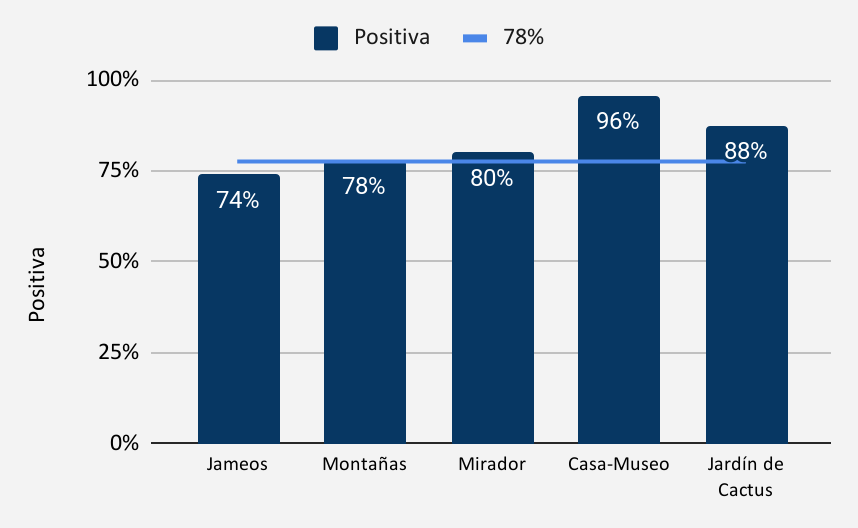 Positiva
78%
100%
75%
50%
25%
0%
Positiva
74%
78%
80%
96%
88%
Jameos
Montañas
Mirador
Casa-Museo
Jardín de
Cactus